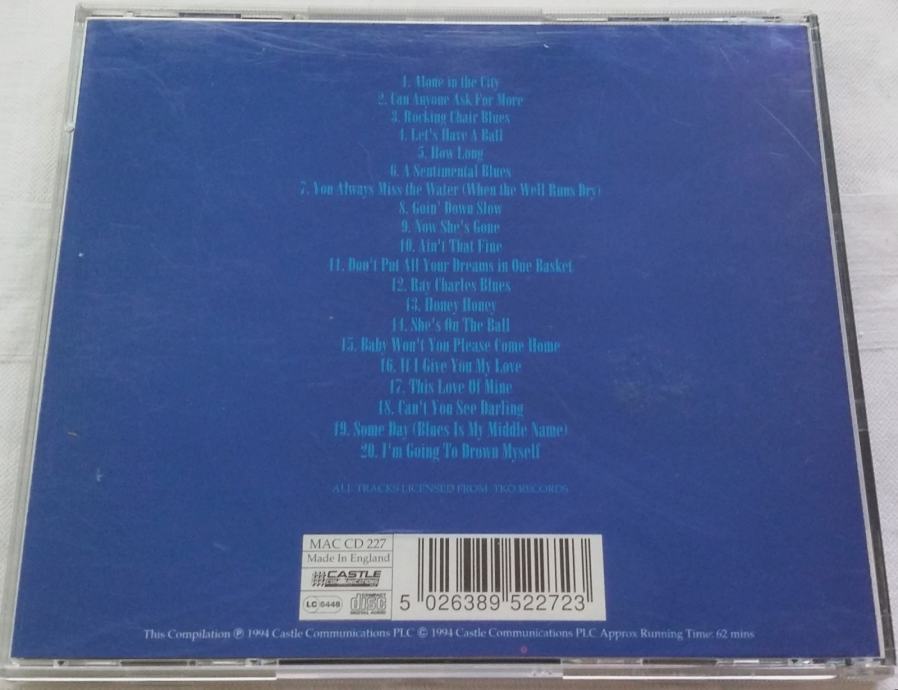 1. Alone in the City
2. Can Anyone Ask For More
3. Rocking Chair Blues
4. Let's Have A Ball
5. How Long
6. A Sentimental Blues
7. You Always Miss the Water (When the Well Runs Dry)
8. Goin' Down Slow
9. Now She's Gone
10. Ain't That Fine
11. Don't Put All Your Dreams in One Basket
12. Ray Charles Blues
13. Honey Honey
14. She's On The Ball
15. Baby Won't You Please Come Home
16. If I Give You My Love
17. This Love Of Mine
18. Can't You See Darling
19. Some Day (Blues Is My Middle Name)
20. I'm Going To Drown Myself
ALL TRACKS LICENSED FROM TKO RECORDS
MAC CD 227
Made In England
CASTLE
COMMUNICATIONS
LC 6448
COMPACT
disc
DIGITAL AUDIO
5 026389 522723
This Compilation ℗ 1994 Castle Communications PLC © 1994 Castle Communications PLC Approx Running Time: 62 mins